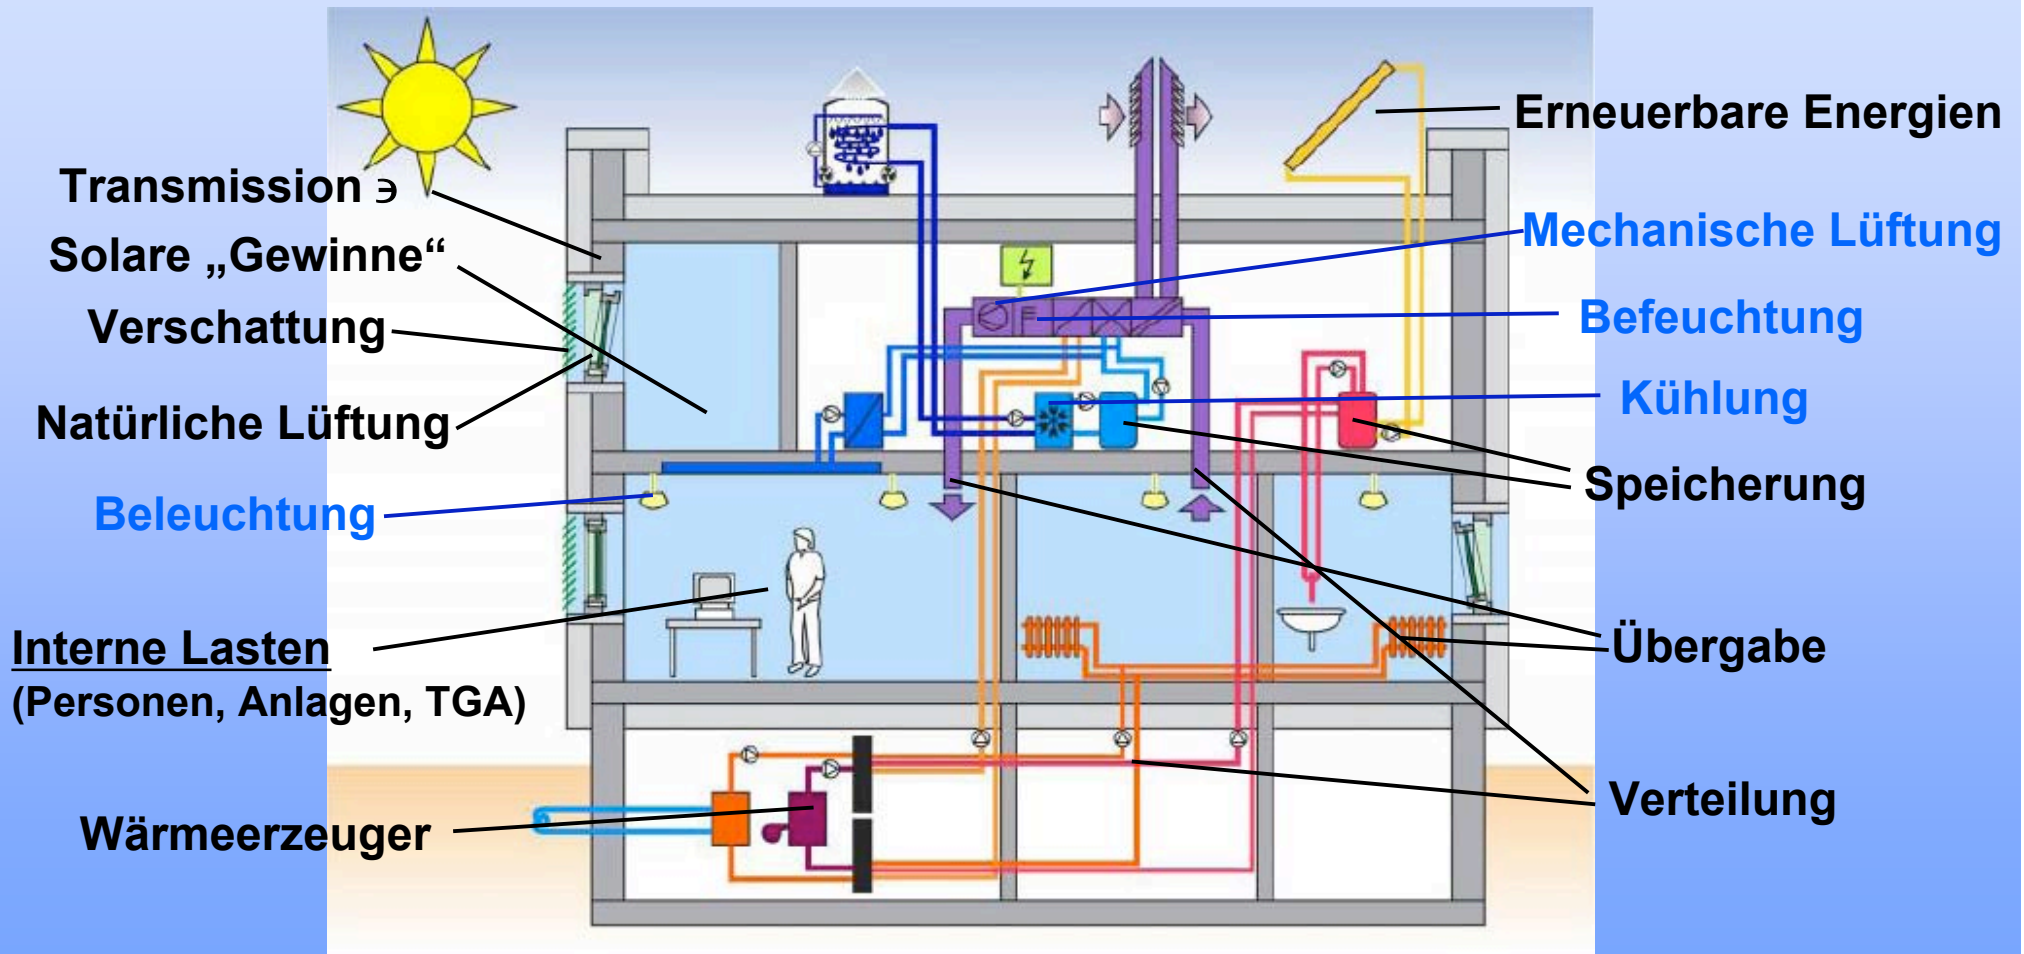 Transmission э
Solare „Gewinne“
Verschattung
Natürliche Lüftung
Beleuchtung
Interne Lasten
(Personen, Anlagen, TGA)
Wärmeerzeuger
Erneuerbare Energien
Mechanische Lüftung
Befeuchtung
Kühlung
Speicherung
Übergabe
Verteilung